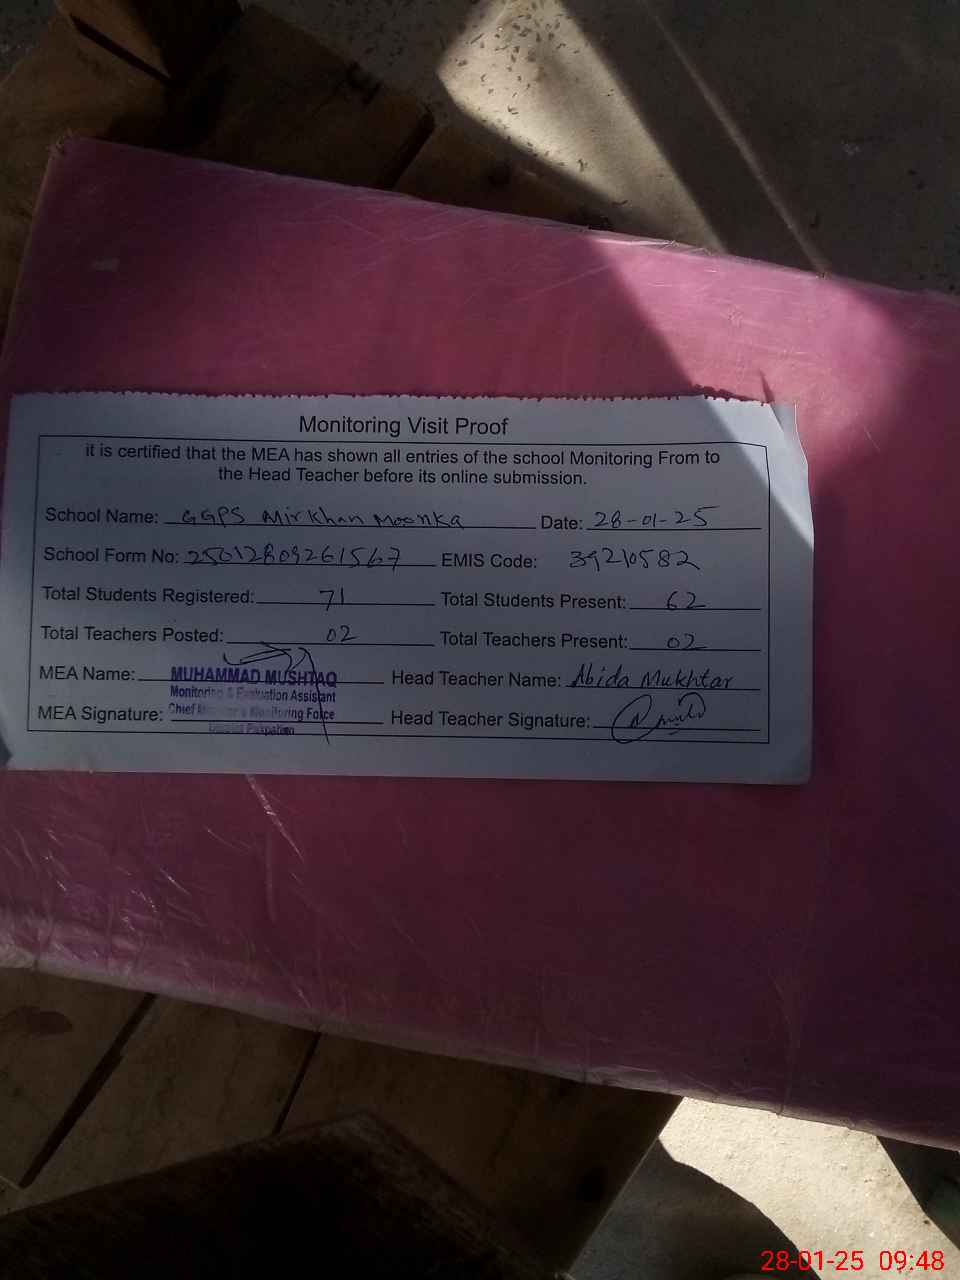 Monitoring Visit Proof
it is certified that the MEA has shown all entries of the school Monitoring From to
the Head Teacher before its online submission.
School Name: GGPS Mir Khan Moonka Date: 28-01-25
School Form No: 25012809261567 EMIS Code: 39210582
Total Students Registered: 71 Total Students Present: 62
Total Teachers Posted: 02 Total Teachers Present: 02
MEA Name: MUHAMMAD MUSHTAQ Head Teacher Name: Abida Mukhtar
Monitoring & Evaluation Assistant
MEA Signature: Chief Minister's Monitoring Force Head Teacher Signature:
District Pakpattan
28-01-25 09:48